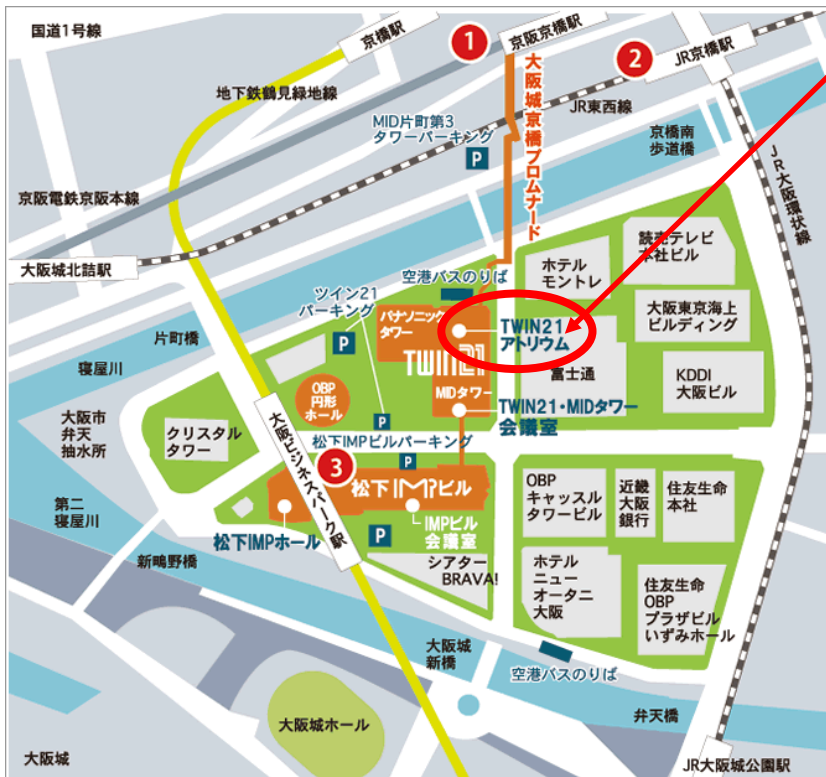 国道1号線
京橋駅
1
京阪京橋駅
2
JR京橋駅
地下鉄鶴見緑地線
大阪城京橋プロムナード
JR東西線
MID片町第3
タワーパーキング
P
京橋南
歩道橋
JR大阪環状線
京阪電鉄京阪本線
大阪城北詰駅
空港バスのりば
ホテル
モントレ
読売テレビ
本社ビル
ツイン21
パーキング
P
パナソニック
タワー
TWIN21
アトリウム
大阪東京海上
ビルディング
片町橋
TWIN21
富士通
KDDI
大阪ビル
寝屋川
OBP
円形
ホール
MIDタワー
TWIN21・MIDタワー
会議室
P
大阪市
弁天
抽水所
クリスタル
タワー
大阪ビジネスパーク駅
松下IMPビルパーキング
P
3
松下IMPビル
OBP
キャッスル
タワービル
近畿
大阪
銀行
住友生命
本社
第二
寝屋川
松下IMPホール
IMPビル
会議室
P
新鴫野橋
シアター
BRAVA!
ホテル
ニュー
オータニ
大阪
住友生命
OBP
プラザビル
いずみホール
大阪城
新橋
空港バスのりば
大阪城ホール
弁天橋
大阪城
JR大阪城公園駅